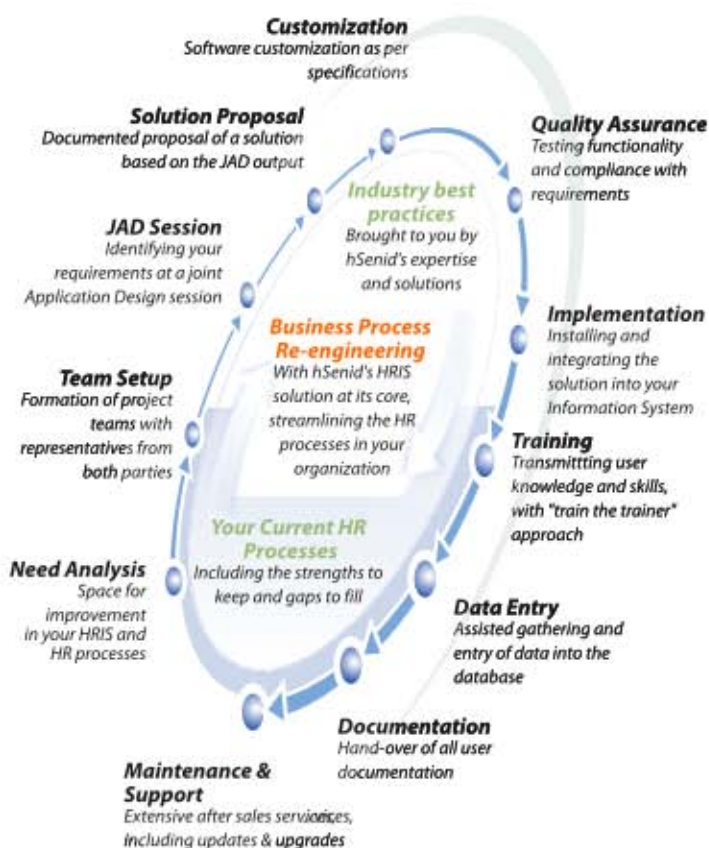 Customization
Software customization as per
specifications
Solution Proposal
Documented proposal of a solution
based on the JAD output
Quality Assurance
Testing functionality
and compliance with
requirements
Industry best
practices
Brought to you by
hSenid's expertise
and solutions
JAD Session
Identifying your
requirements at a joint
Application Design session
Implementation
Installing and
integrating the
solution into your
Information System
Business Process
Re-engineering
With hSenid's HRIS
solution at its core,
streamlining the HR
processes in your
organization
Team Setup
Formation of project
teams with
representatives from
both parties
Training
Transmittting user
knowledge and skills,
with "train the trainer"
approach
Your Current HR
Processes
Including the strengths to
keep and gaps to fill
Need Analysis
Space for
improvement
in your HRIS and
HR processes
Data Entry
Assisted gathering and
entry of data into the
database
Documentation
Hand-over of all user
documentation
Maintenance &
Support
Extensive after sales
including updates & upgrades